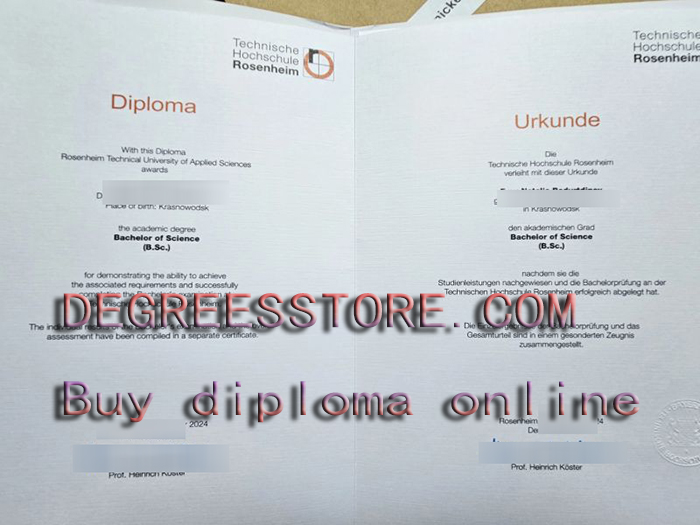 nicke
Technische
Hochschule
Rosenheim
Diploma
With this Diploma
Rosenheim Technical University of Applied Sciences
awards
D
Place of birth: Krasnowodsk
the academic degree
Bachelor of Science
(B.Sc.)
for demonstrating the ability to achieve
the associated requirements and successfully
The
assessment have been compiled in a separate certificate.
2024
Prof. Heinrich Köster
Technische
Hochschule
Rosenheim
Urkunde
Die
Technische Hochschule Rosenheim
verleiht mit dieser Urkunde
in Krasnowodsk
den akademischen Grad
Bachelor of Science
(B.Sc.)
nachdem sie die
Studienleistungen nachgewiesen und die Bachelorprüfung an der
Technischen Hochschule Rosenheim erfolgreich abgelegt hat.
Die und das
Gesamturteil sind in einem gesonderten Zeugnis
zusammengestellt.
Rosenheim
De
Prof. Heinrich Köster
DEGREESSTORE.COM
Buy diploma online